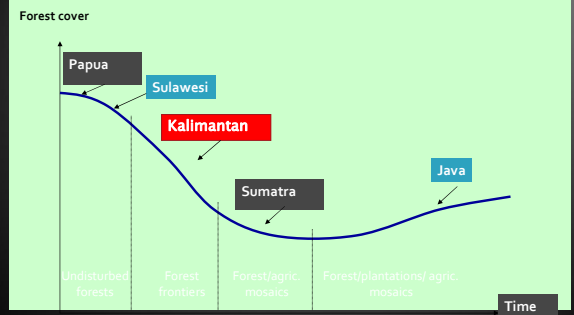 Forest cover
Papua
Sulawesi
Kalimantan
Sumatra
Java
Undisturbed
forests
Forest
frontiers
Forest/agric.
mosaics
Forest/plantations/ agric.
mosaics
Time